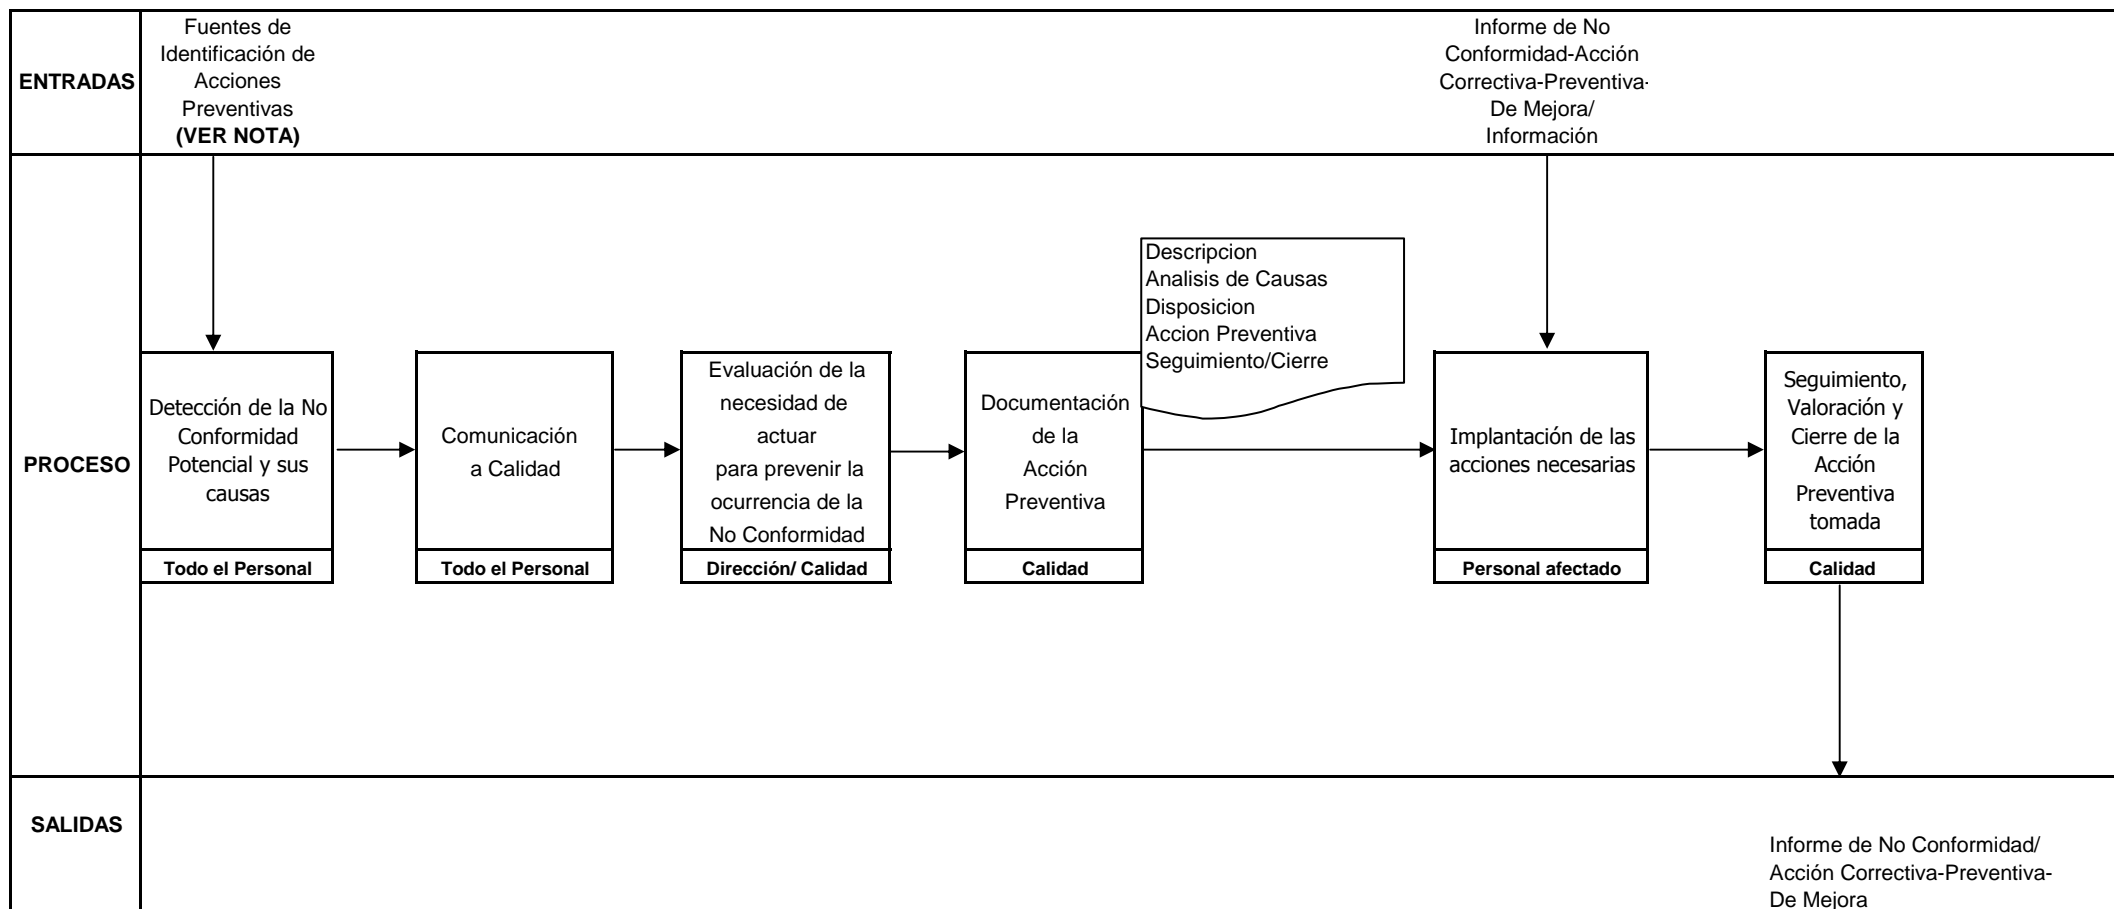 ENTRADAS
Fuentes de
Identificación de
Acciones
Preventivas
(VER NOTA)
Informe de No
Conformidad-Acción
Correctiva-Preventiva-
De Mejora/
Información
PROCESO
Detección de la No
Conformidad
Potencial y sus
causas
Todo el Personal
Comunicación
a Calidad
Todo el Personal
Evaluación de la
necesidad de
actuar
para prevenir la
ocurrencia de la
No Conformidad
Dirección/ Calidad
Documentación
de la
Acción
Preventiva
Calidad
Descripcion
Analisis de Causas
Disposicion
Accion Preventiva
Seguimiento/Cierre
Implantación de las
acciones necesarias
Personal afectado
Seguimiento,
Valoración y
Cierre de la
Acción
Preventiva
tomada
Calidad
SALIDAS
Informe de No Conformidad/
Acción Correctiva-Preventiva-
De Mejora